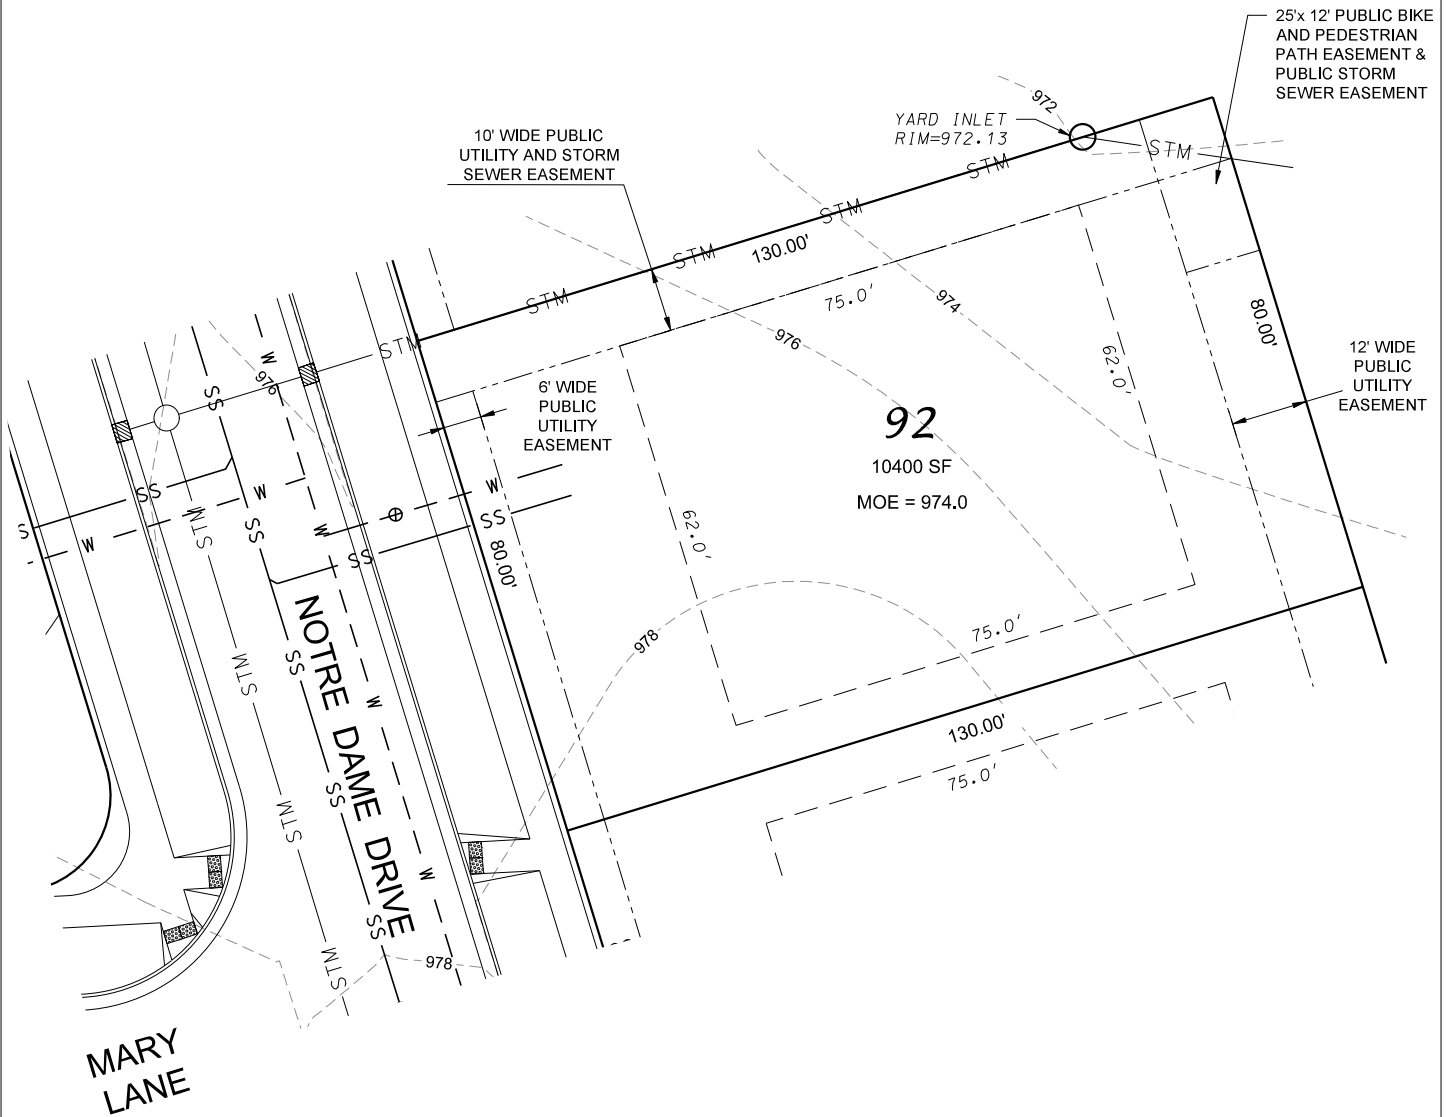 25'x 12' PUBLIC BIKE
AND PEDESTRIAN
PATH EASEMENT &
PUBLIC STORM
SEWER EASEMENT
972
YARD INLET
RIM=972.13
10' WIDE PUBLIC
UTILITY AND STORM
SEWER EASEMENT
STM
STM
STM
STM
STM
STM
130.00'
75.0'
974
976
80.00'
62.0'
12' WIDE
PUBLIC
UTILITY
EASEMENT
W
976
SS
6' WIDE
PUBLIC
UTILITY
EASEMENT
92
10400 SF
MOE = 974.0
SS
W
W
SS
S
W
STM
SS
W
SS
80.00'
62.0'
978
75.0'
NOTRE DAME DRIVE
STM
SS
W
130.00'
75.0'
SS
STM
W
SS
STM
978
MARY
LANE